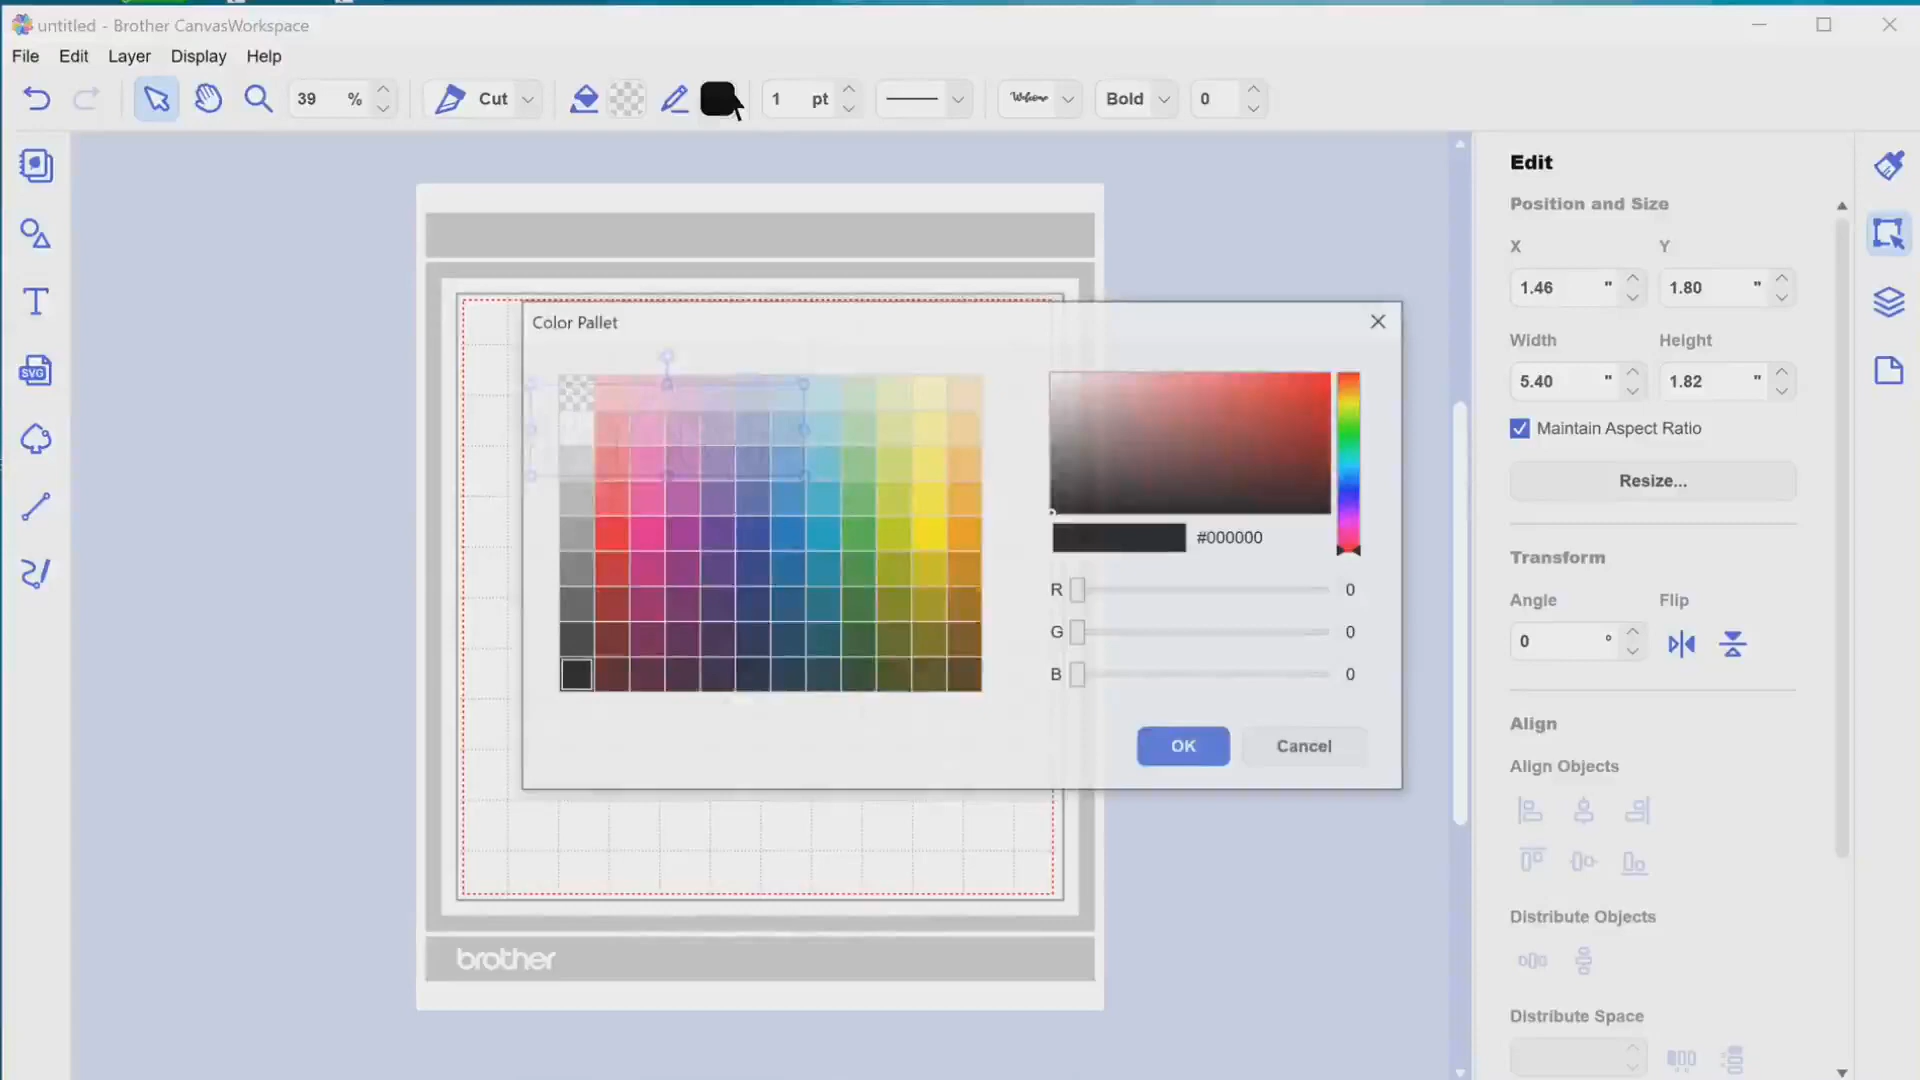 untitled - Brother CanvasWorkspace
File Edit Layer Display Help
39 % Cut 1 pt Welcome Bold 0
Edit
Position and Size
X Y
1.46 " 1.80 "
Width Height
5.40 " 1.82 "
Maintain Aspect Ratio
Resize...
Transform
Angle Flip
0 °
Align
Align Objects
Distribute Objects
Distribute Space
SVG
Color Pallet
#000000
R 0
G 0
B 0
OK Cancel
brother